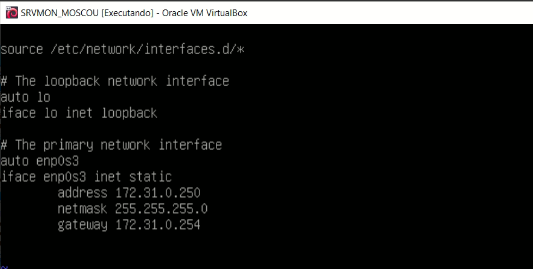 SRVMON_MOSCOU [Executando] - Oracle VM VirtualBox
source /etc/network/interfaces.d/*
# The loopback network interface
auto lo
iface lo inet loopback
# The primary network interface
auto enp0s3
iface enp0s3 inet static
address 172.31.0.250
netmask 255.255.255.0
gateway 172.31.0.254